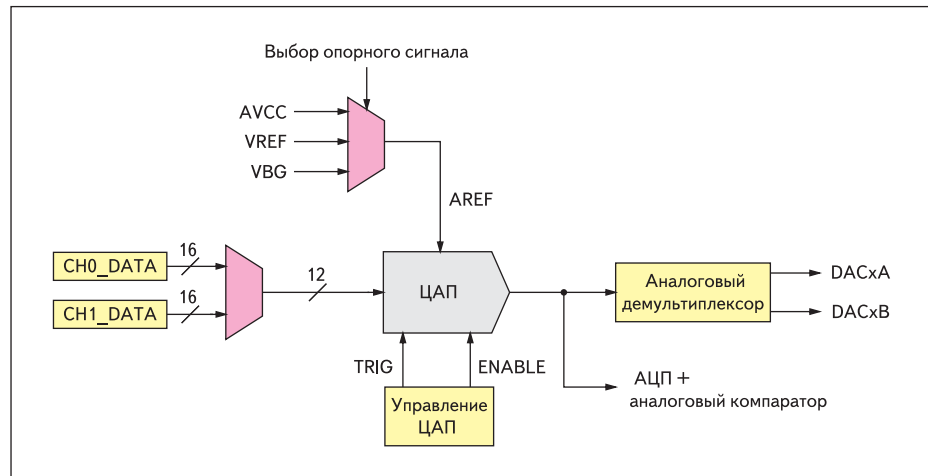 Выбор опорного сигнала
AVCC
VREF
VBG
AREF
CH0_DATA
16
CH1_DATA
16
12
ЦАП
Аналоговый
демультиплексор
DACxA
DACxB
TRIG
ENABLE
Управление
ЦАП
АЦП +
аналоговый компаратор